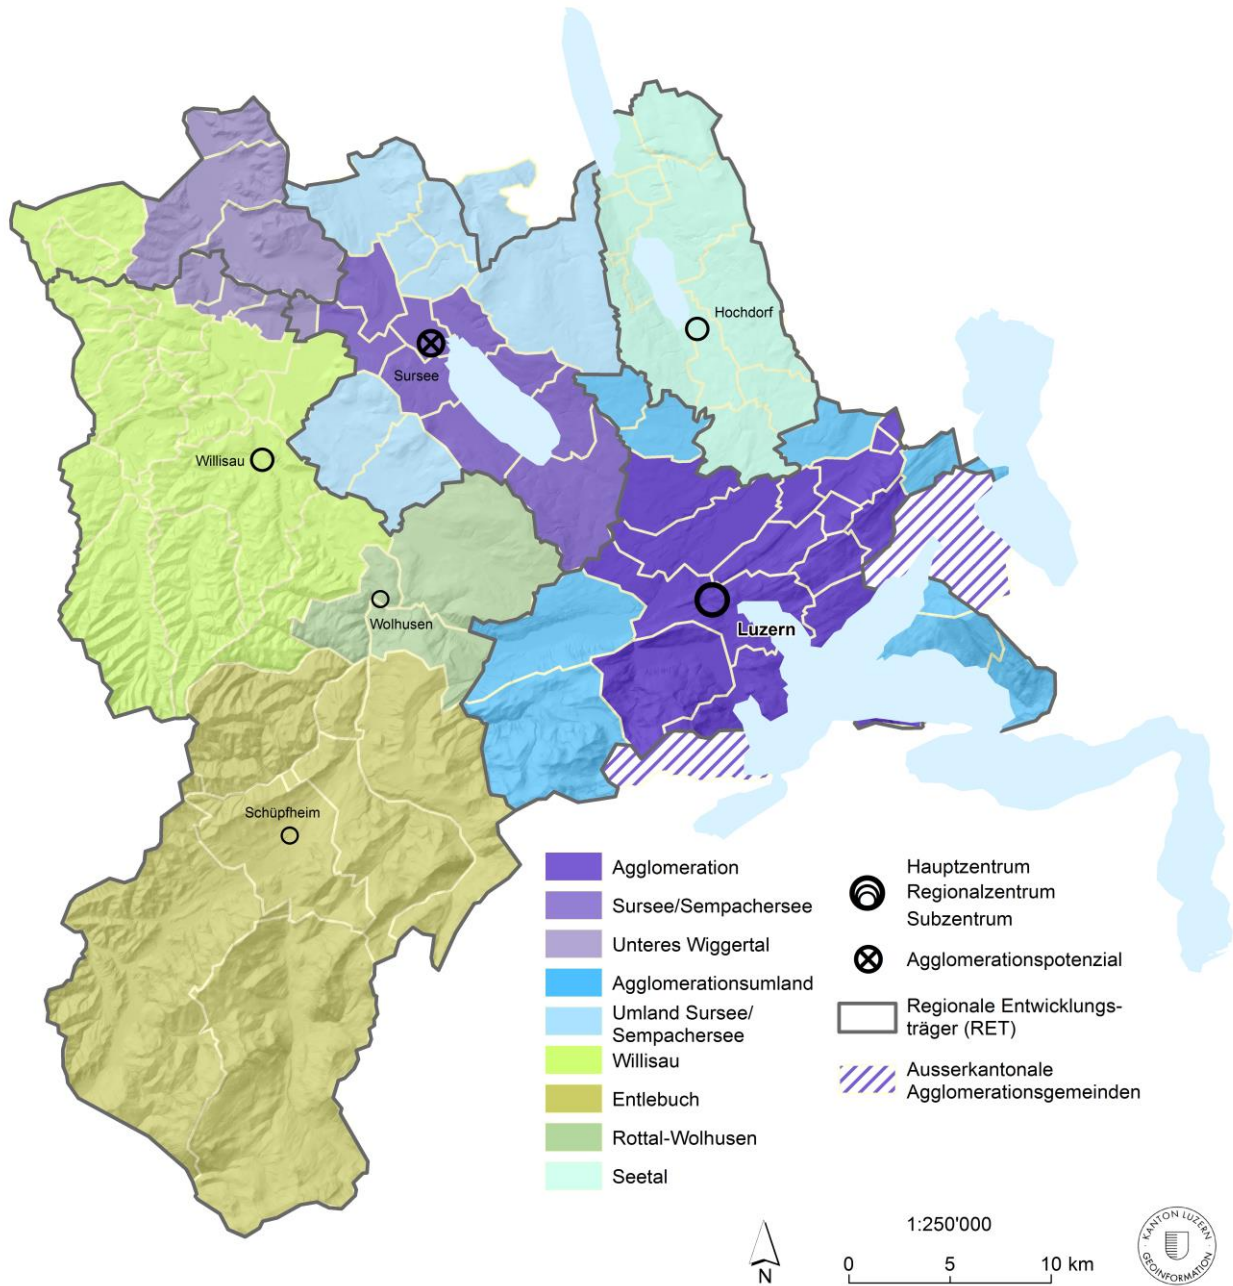 Hochdorf
Sursee
Willisau
Wolhusen
Luzern
Schüpfheim
Agglomeration
Sursee/Sempachersee
Unteres Wiggertal
Agglomerationsumland
Umland Sursee/
Sempachersee
Willisau
Entlebuch
Rottal-Wolhusen
Seetal
Hauptzentrum
Regionalzentrum
Subzentrum
Agglomerationspotenzial
Regionale Entwicklungs-
träger (RET)
Ausserkantonale
Agglomerationsgemeinden
1:250'000
N
0 5 10 km
KANTON LUZERN
GEOINFORMATION